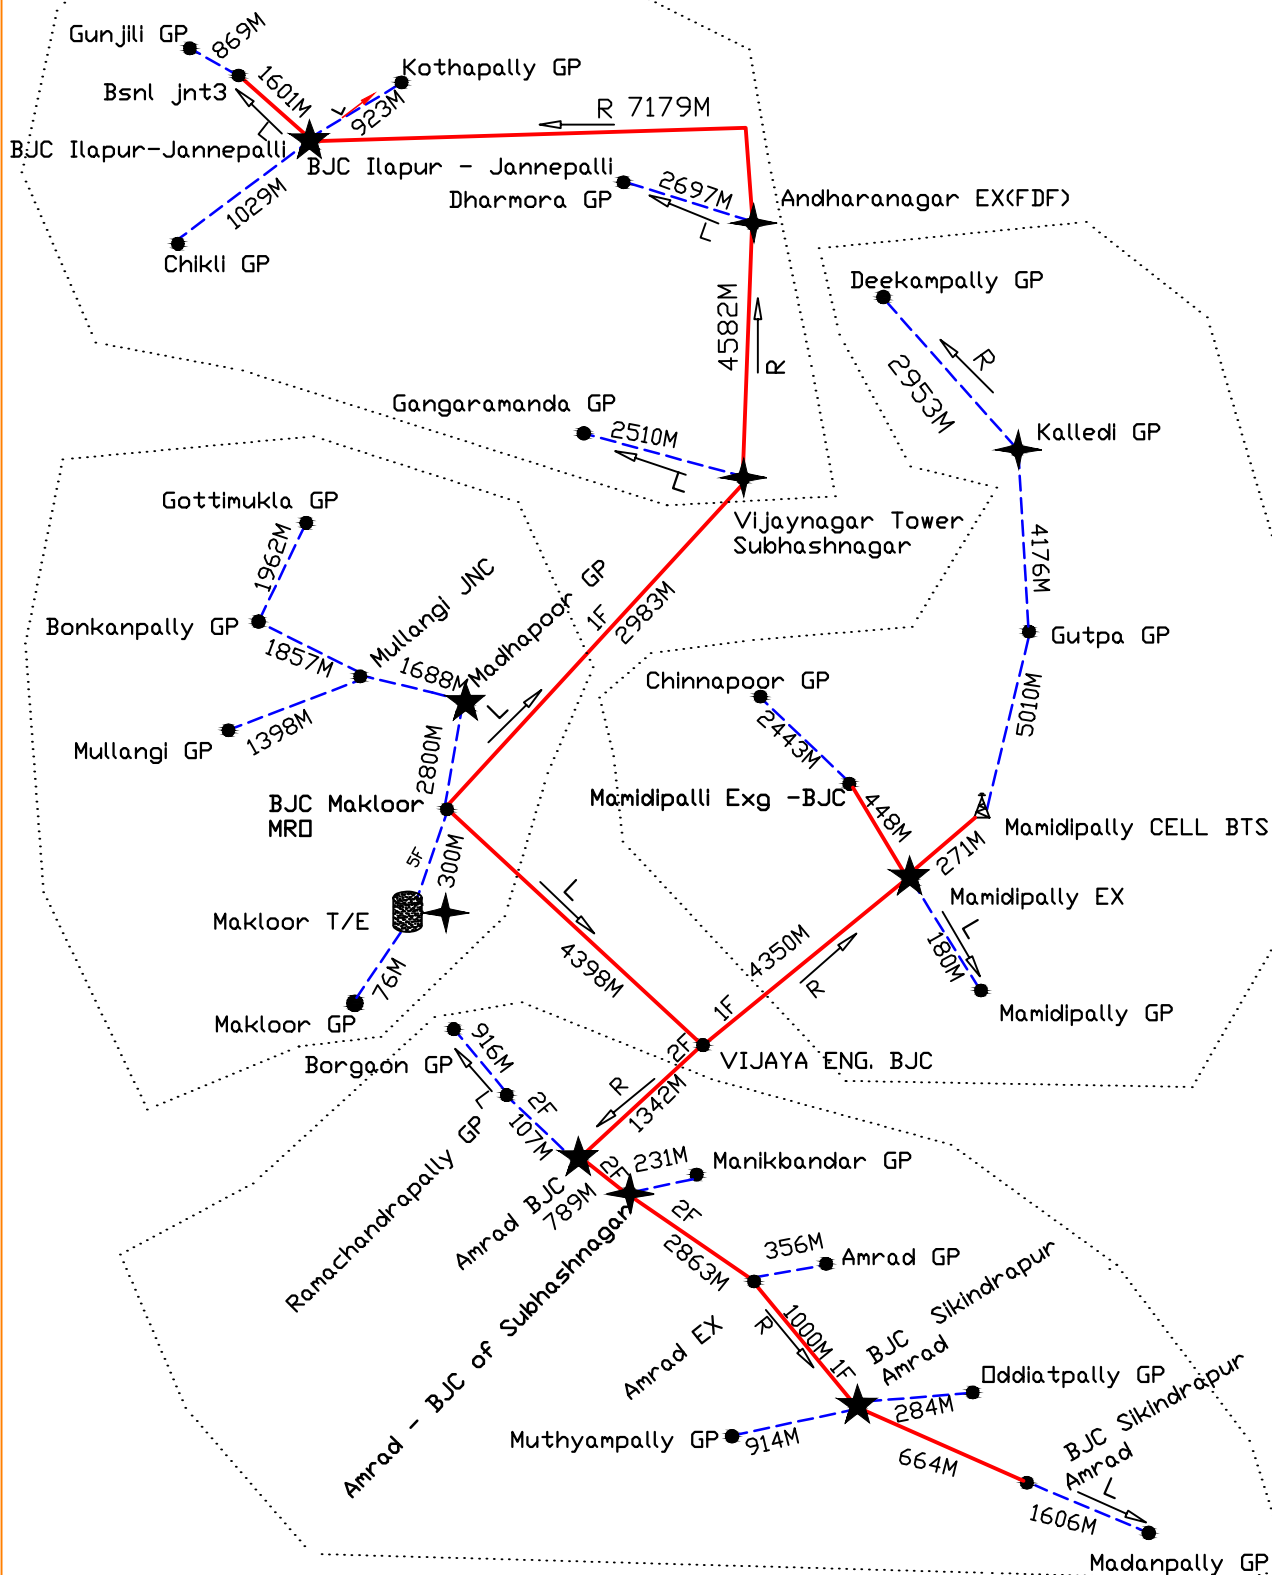 Gunjili GP
869M
Kothapally GP
Bsnl jnt3
1601M
L
923M
R 7179M
L
BJC Ilapur-Jannepalli
BJC Ilapur - Jannepalli
1029M
2697M
Dharmora GP
Andharanagar EX(FDF)
L
Chikli GP
Deekampally GP
4582M
R
R
2953M
Gangaramanda GP
2510M
Kalledi GP
L
Gottimukla GP
Vijaynagar Tower
Subhashnagar
1962M
4176M
Mullangi JNC
Madhapoor GP
1F
2983M
Bonkanpally GP
1857M
Gutpa GP
1688M
Chinnapoor GP
5010M
L
1398M
Mullangi GP
2443M
2800M
BJC Makloor
MRO
Mamidipalli Exg -BJC
448M
Mamidipally CELL BTS
5F
300M
271M
L
Mamidipally EX
Makloor T/E
L
4398M
4350M
180M
76M
R
1F
Makloor GP
Mamidipally GP
916M
Borgaon GP
2F
VIJAYA ENG. BJC
L
2F
R
1342M
107M
Ramachandrapally GP
2F
231M
Manikbandar GP
Amrad BJC
789M
2F
2863M
356M
Amrad GP
Amrad - BJC of Subhashnagar
Amrad EX
R
1000M 1F
BJC Sikindrapur
Amrad
Oddiatpally GP
284M
Muthyampally GP
914M
664M
BJC Sikindrapur
Amrad
L
1606M
Madanpally GP